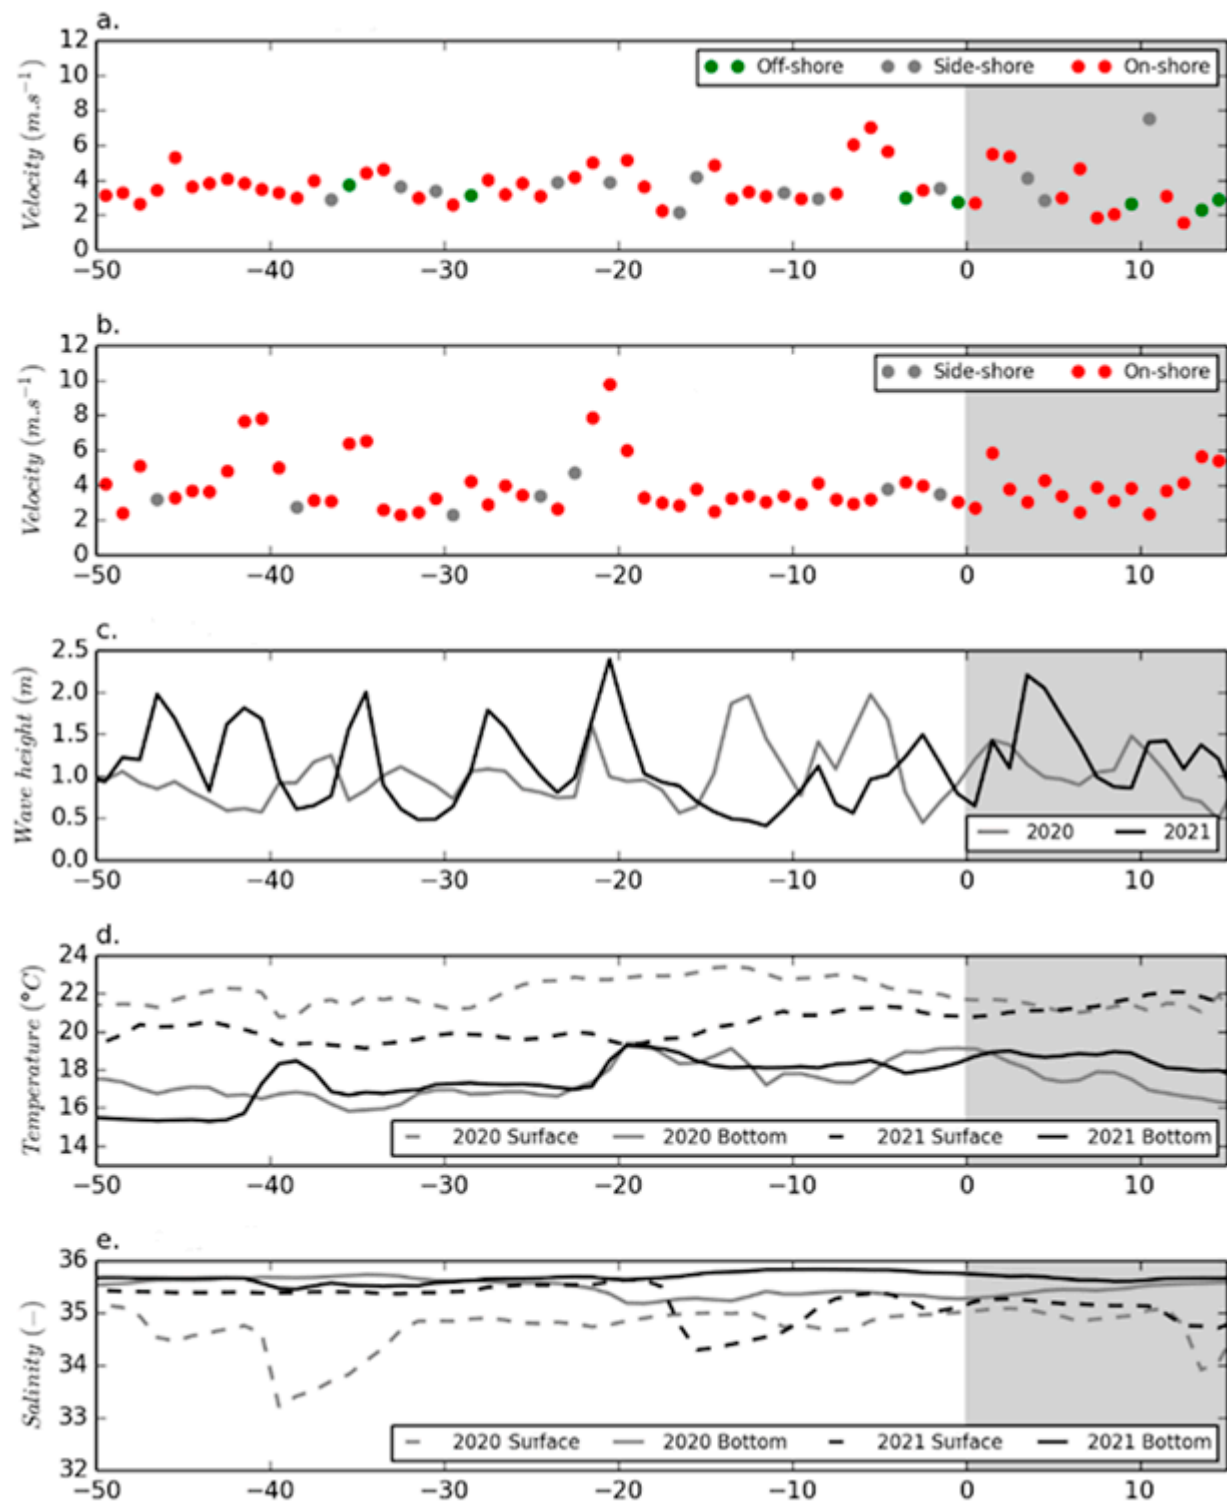 a.
12
10
8
6
4
2
0
Velocity (m.s⁻¹)
Off-shore Side-shore On-shore
−50 −40 −30 −20 −10 0 10
b.
12
10
8
6
4
2
0
Velocity (m.s⁻¹)
Side-shore On-shore
−50 −40 −30 −20 −10 0 10
c.
2.5
2.0
1.5
1.0
0.5
0.0
Wave height (m)
2020 2021
−50 −40 −30 −20 −10 0 10
d.
24
22
20
18
16
14
Temperature (°C)
2020 Surface 2020 Bottom 2021 Surface 2021 Bottom
−50 −40 −30 −20 −10 0 10
e.
36
35
34
33
32
Salinity (−)
2020 Surface 2020 Bottom 2021 Surface 2021 Bottom
−50 −40 −30 −20 −10 0 10